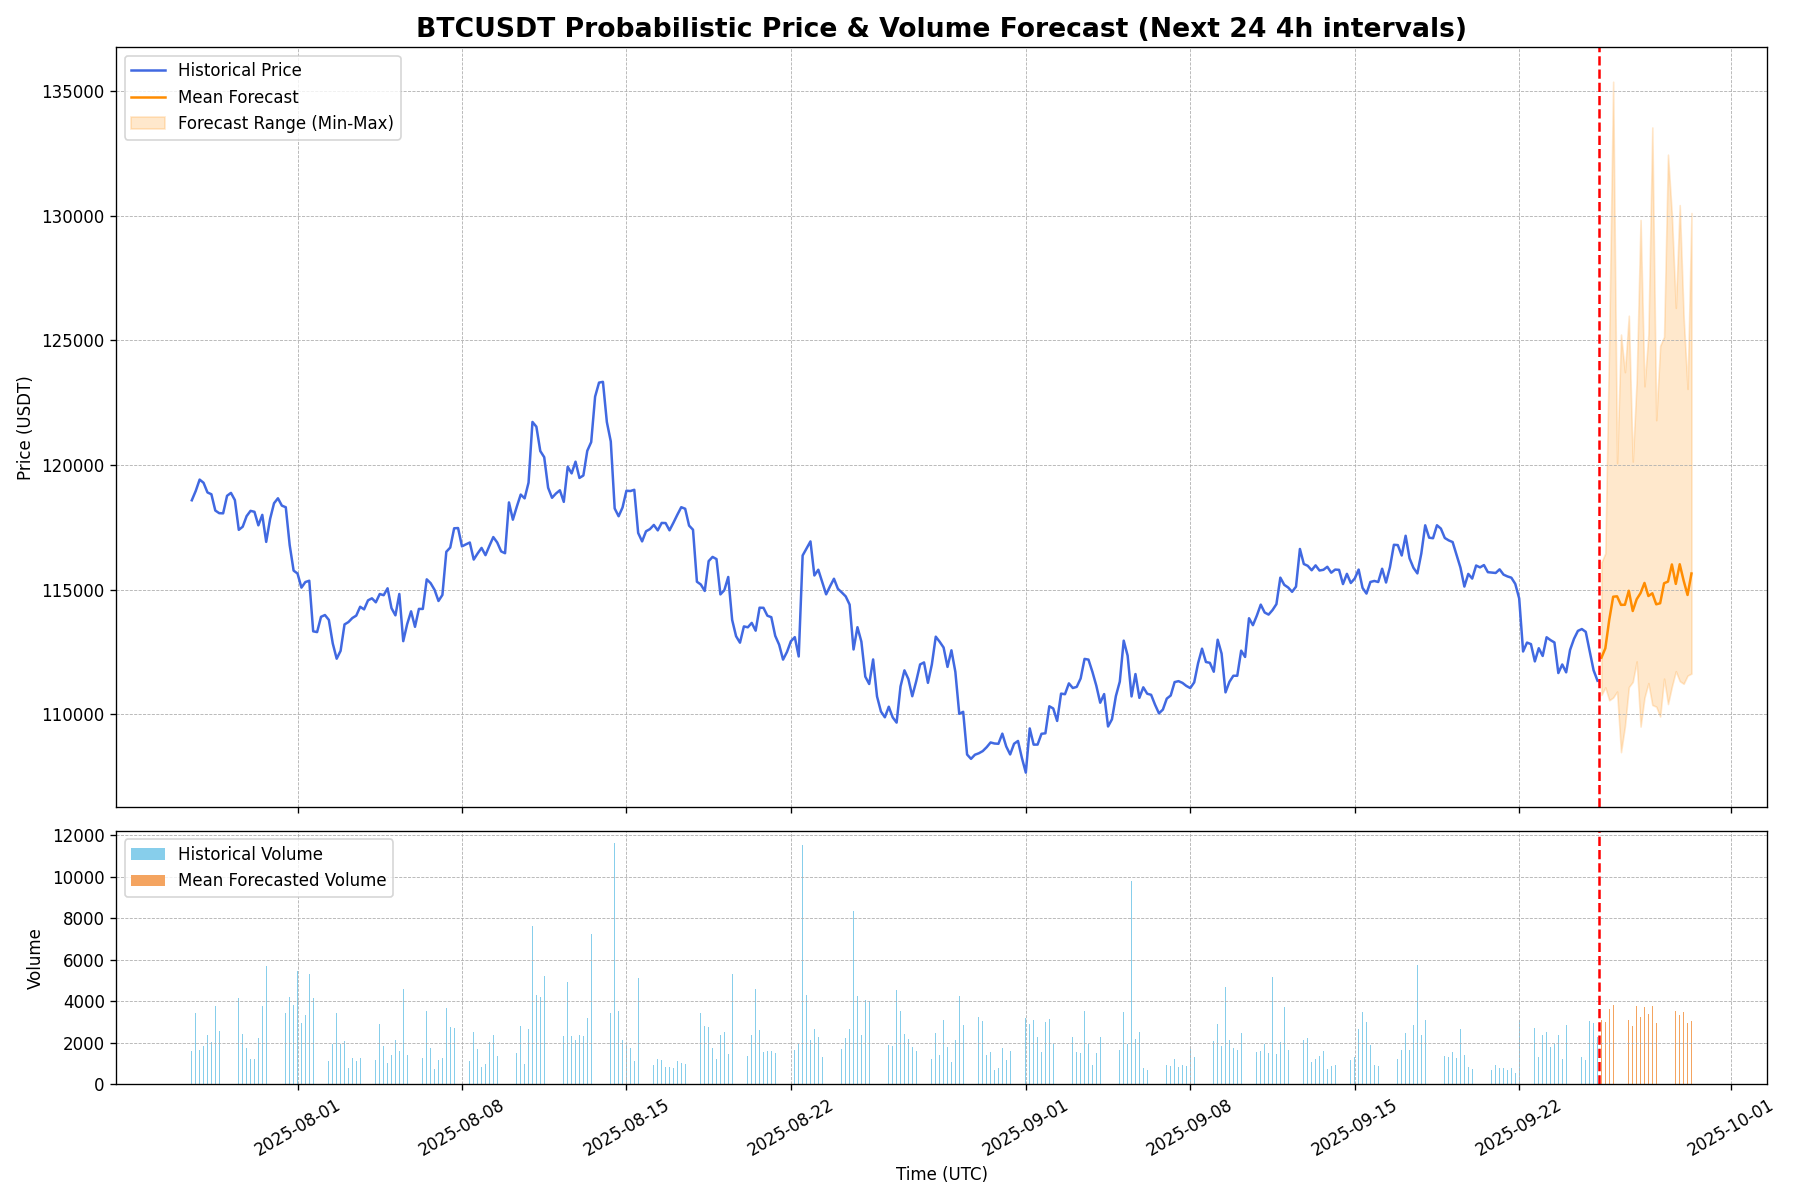 BTCUSDT Probabilistic Price & Volume Forecast (Next 24 4h intervals)
Historical Price
Mean Forecast
Forecast Range (Min-Max)
135000
130000
125000
120000
115000
110000
Price (USDT)
Historical Volume
Mean Forecasted Volume
12000
10000
8000
6000
4000
2000
0
Volume
2025-08-01
2025-08-08
2025-08-15
2025-08-22
2025-09-01
2025-09-08
2025-09-15
2025-09-22
2025-10-01
Time (UTC)